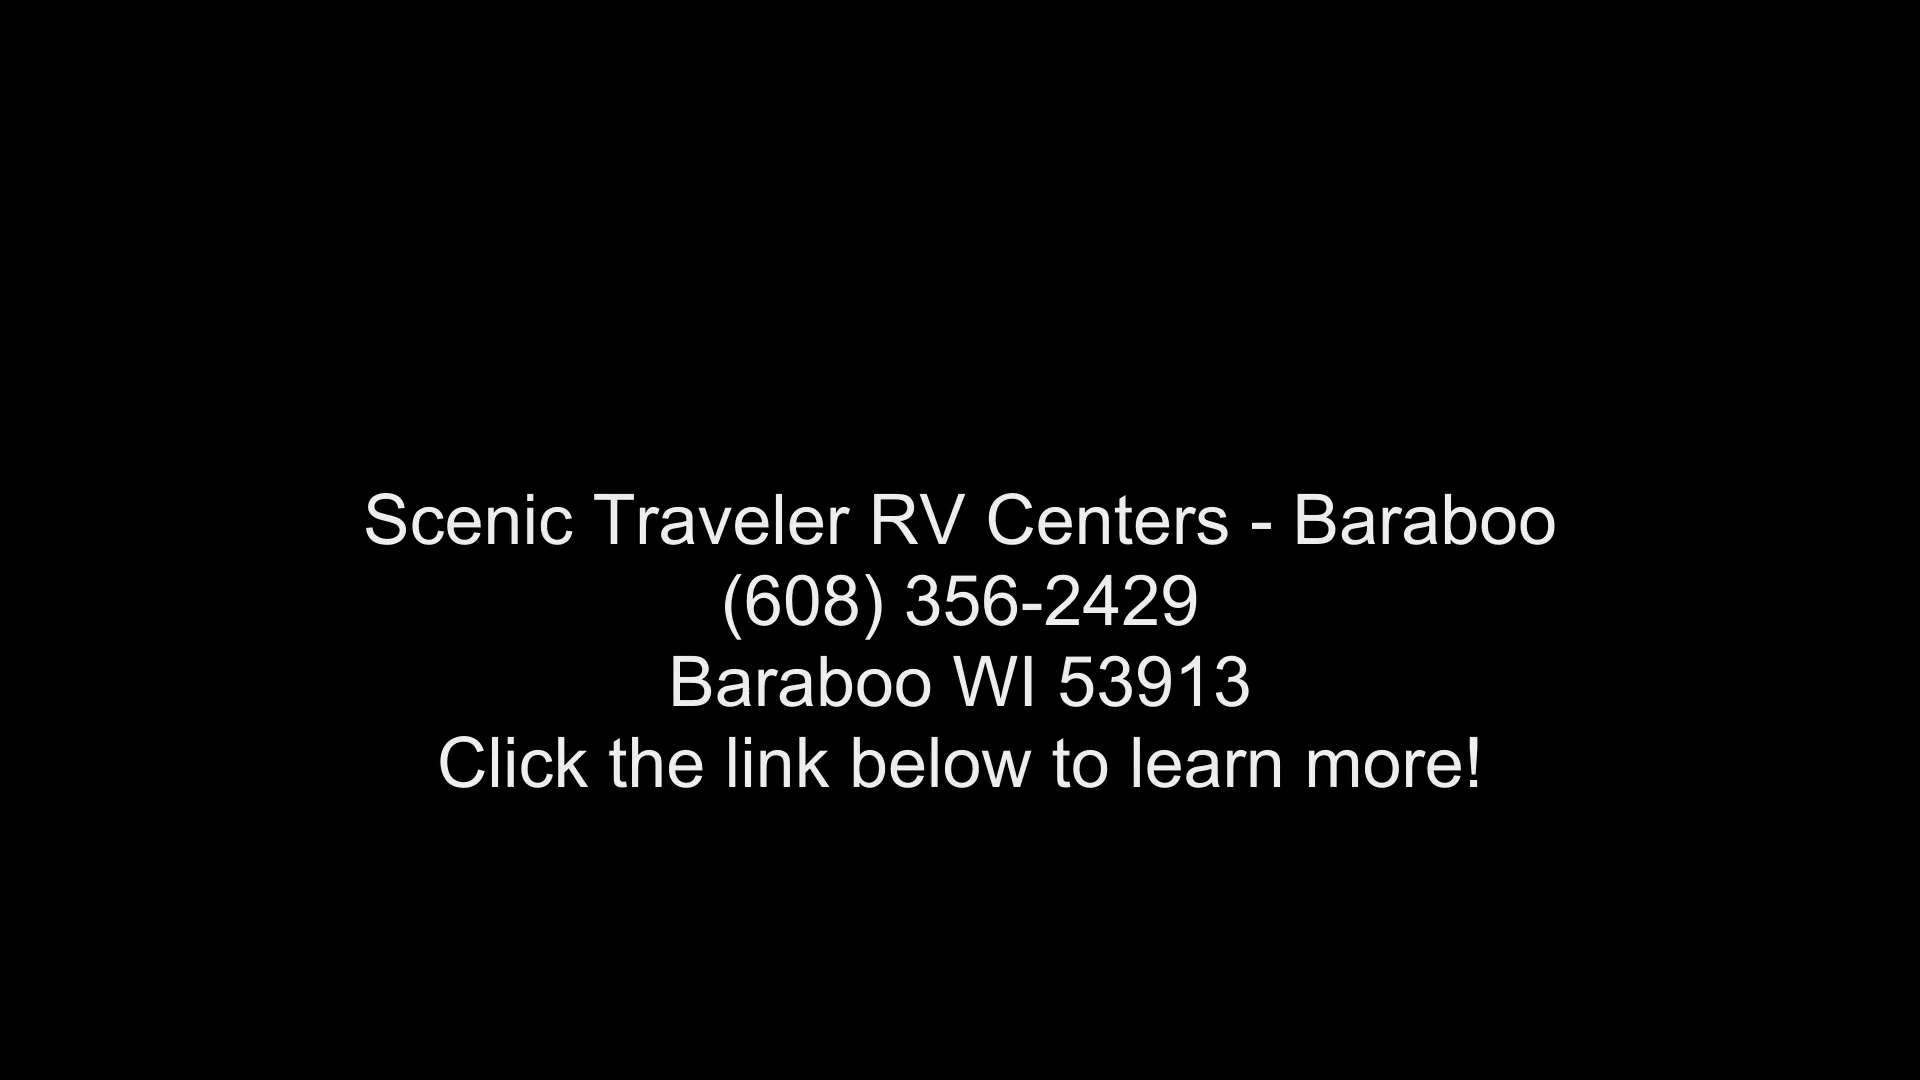 Scenic Traveler RV Centers - Baraboo
(608) 356-2429
Baraboo WI 53913
Click the link below to learn more!